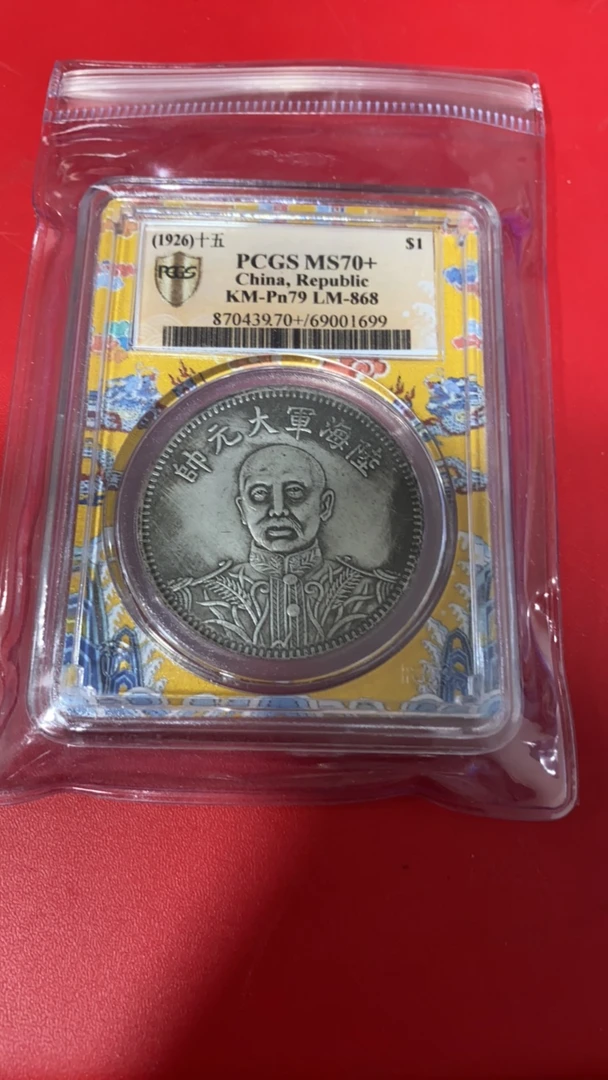 (1926)十五 $1
PCGS
PCGS MS70+
China, Republic
KM-Pn79 LM-868
870439.70+/69001699
帥元大軍海陸